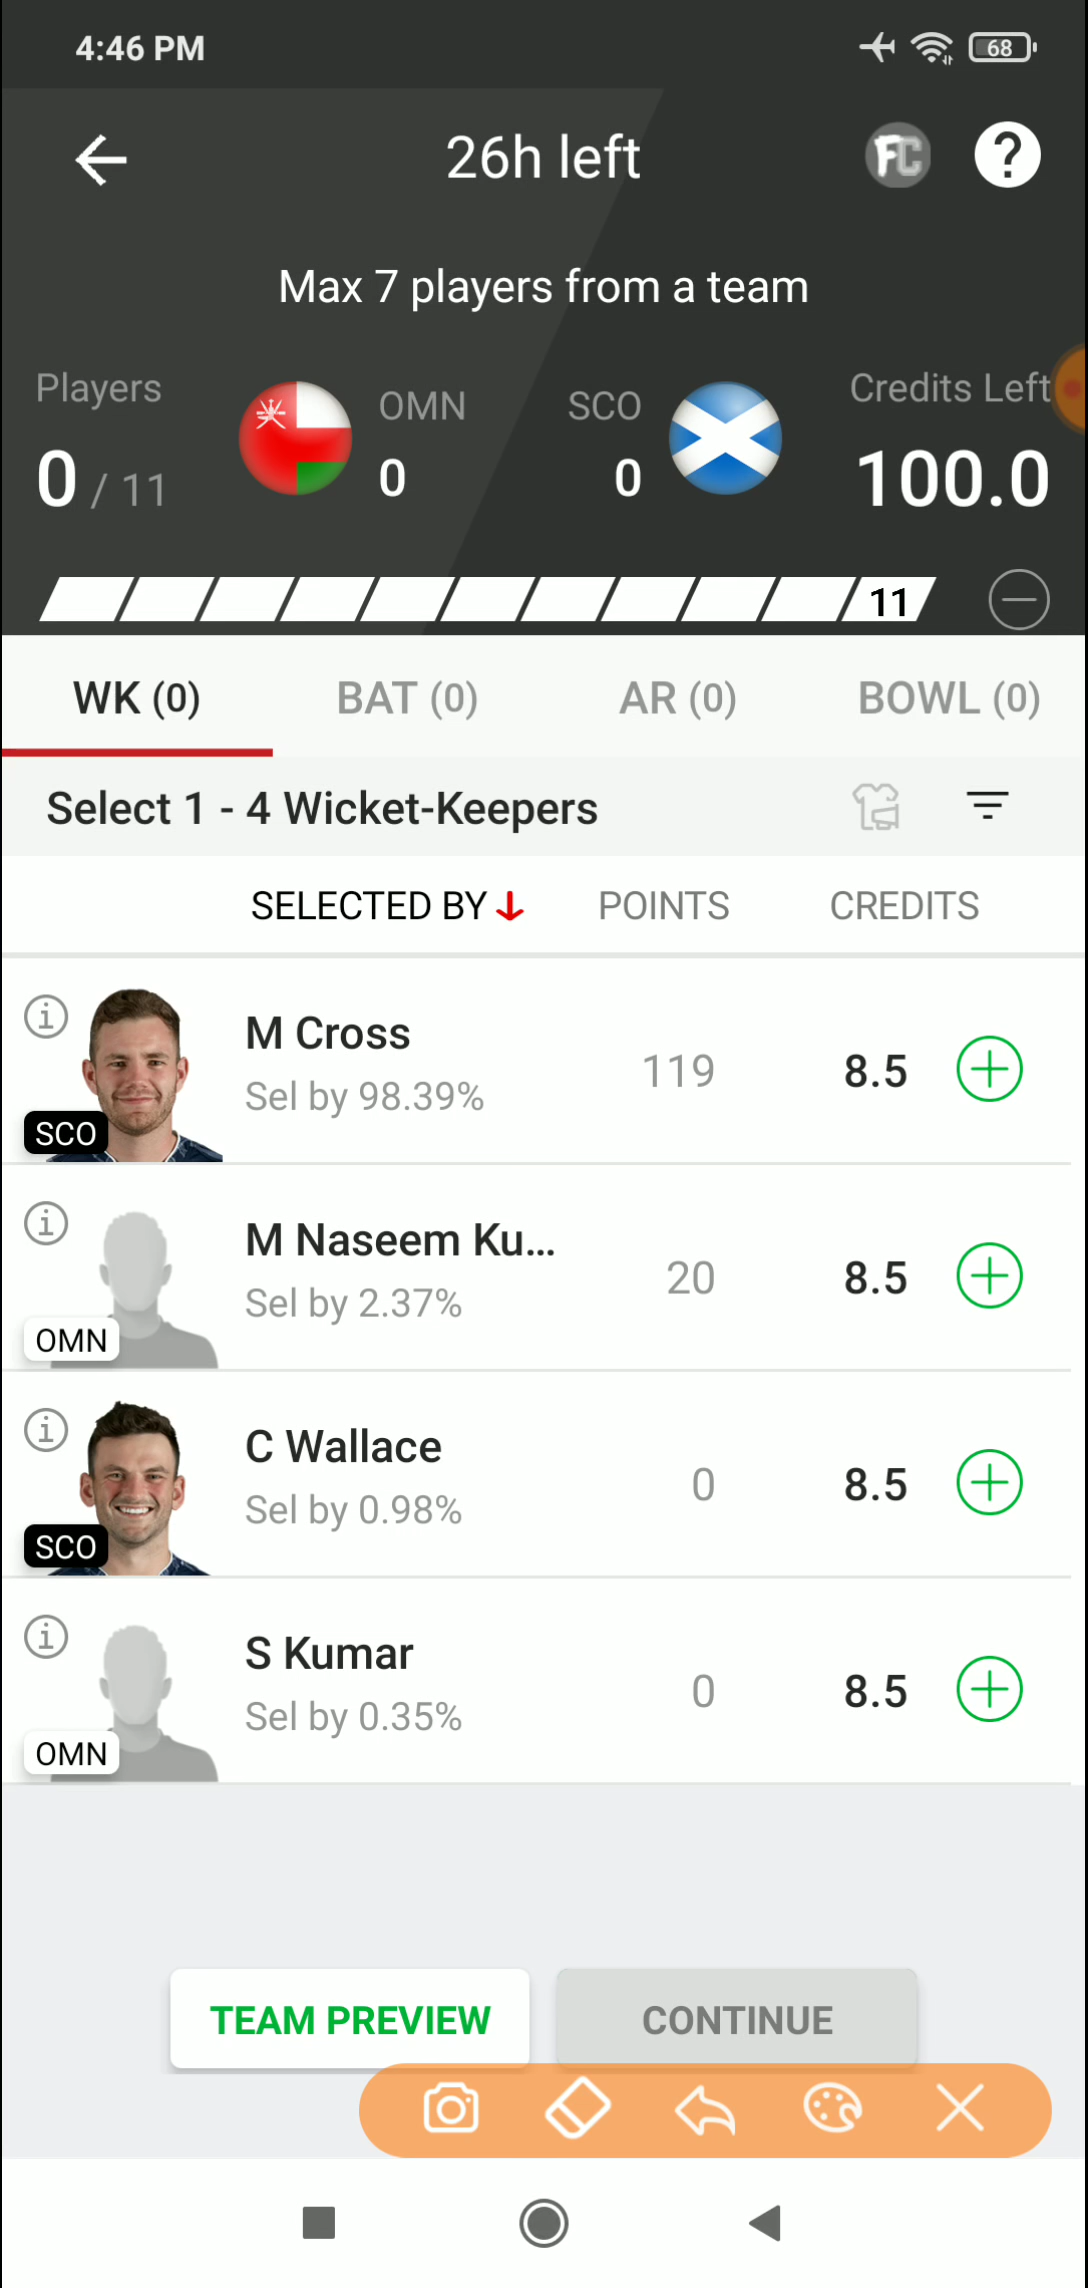 4:46 PM
68
26h left
FC
?
Max 7 players from a team
Players
OMN
SCO
Credits Left
0 / 11
0
0
100.0
11
WK (0)
BAT (0)
AR (0)
BOWL (0)
Select 1 - 4 Wicket-Keepers
SELECTED BY
POINTS
CREDITS
M Cross
Sel by 98.39%
119
8.5
SCO
M Naseem Ku...
Sel by 2.37%
20
8.5
OMN
C Wallace
Sel by 0.98%
0
8.5
SCO
S Kumar
Sel by 0.35%
0
8.5
OMN
TEAM PREVIEW
CONTINUE